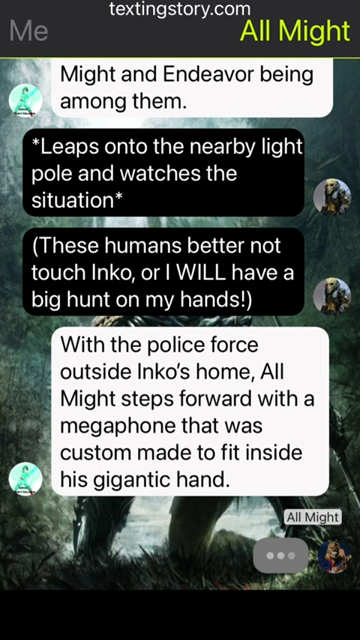 textingstory.com
Me
All Might
Might and Endeavor being
among them.
*Leaps onto the nearby light
pole and watches the
situation*
(These humans better not
touch Inko, or I WILL have a
big hunt on my hands!)
With the police force
outside Inko's home, All
Might steps forward with a
megaphone that was
custom made to fit inside
his gigantic hand.
All Might